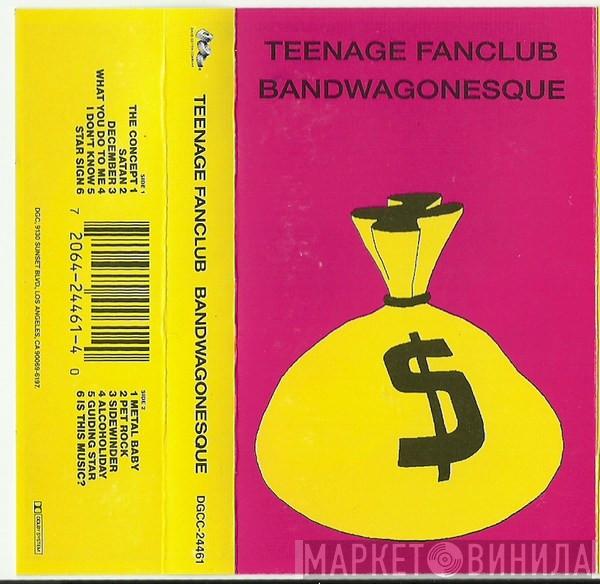 TEENAGE FANCLUB
BANDWAGONESQUE
TEENAGE FANCLUB BANDWAGONESQUE DGCC-24461
SIDE 1
THE CONCEPT 1
SATAN 2
DECEMBER 3
WHAT YOU DO TO ME 4
I DON'T KNOW 5
STAR SIGN 6
7 2064-24461-4 0
SIDE 2
1 METAL BABY
2 PET ROCK
3 SIDEWINDER
4 ALCOHOLIDAY
5 GUIDING STAR
6 IS THIS MUSIC?
DGC, 9130 SUNSET BLVD, LOS ANGELES, CA 90069-6197.
DOLBY SYSTEM
$
МАРКЕТ ВИНИЛА